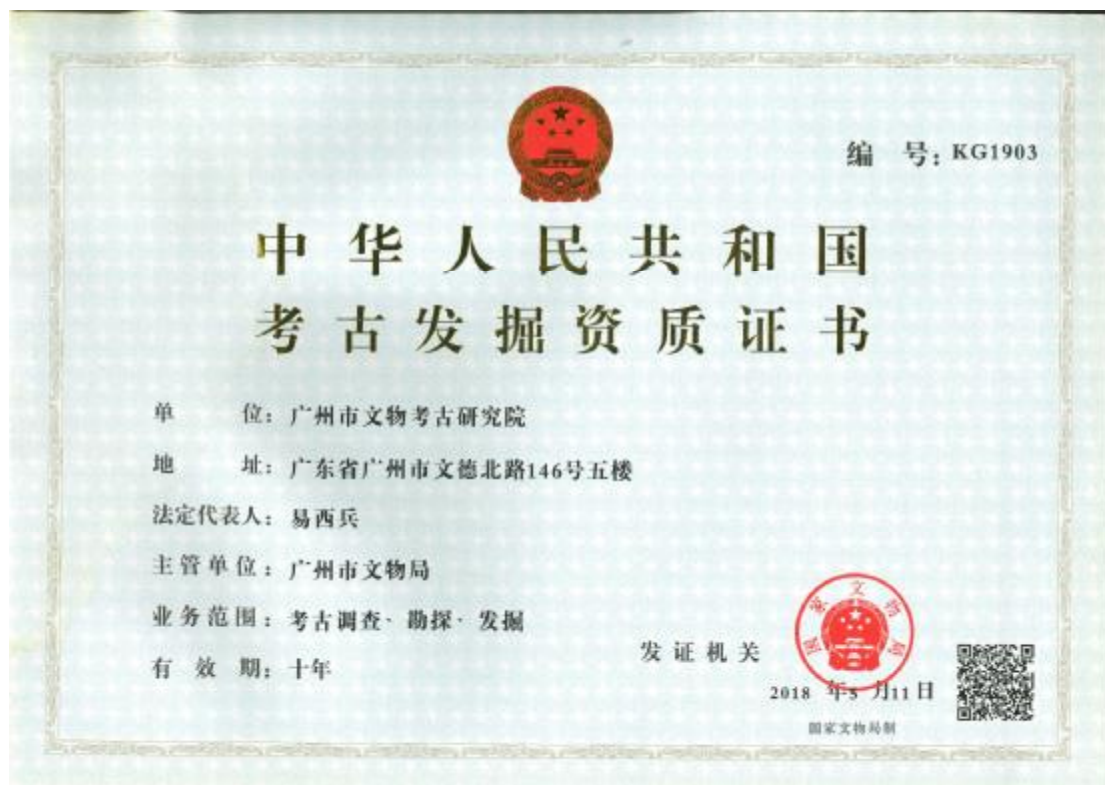 编 号：KG1903
中华人民共和国
考古发掘资质证书
单 位：广州市文物考古研究院
地 址：广东省广州市文德北路146号五楼
法定代表人：易西兵
主管单位：广州市文物局
业务范围：考古调查·勘探·发掘
有 效 期：十年
发证机关
国家文物局
2018 年5 月11日
国家文物局制